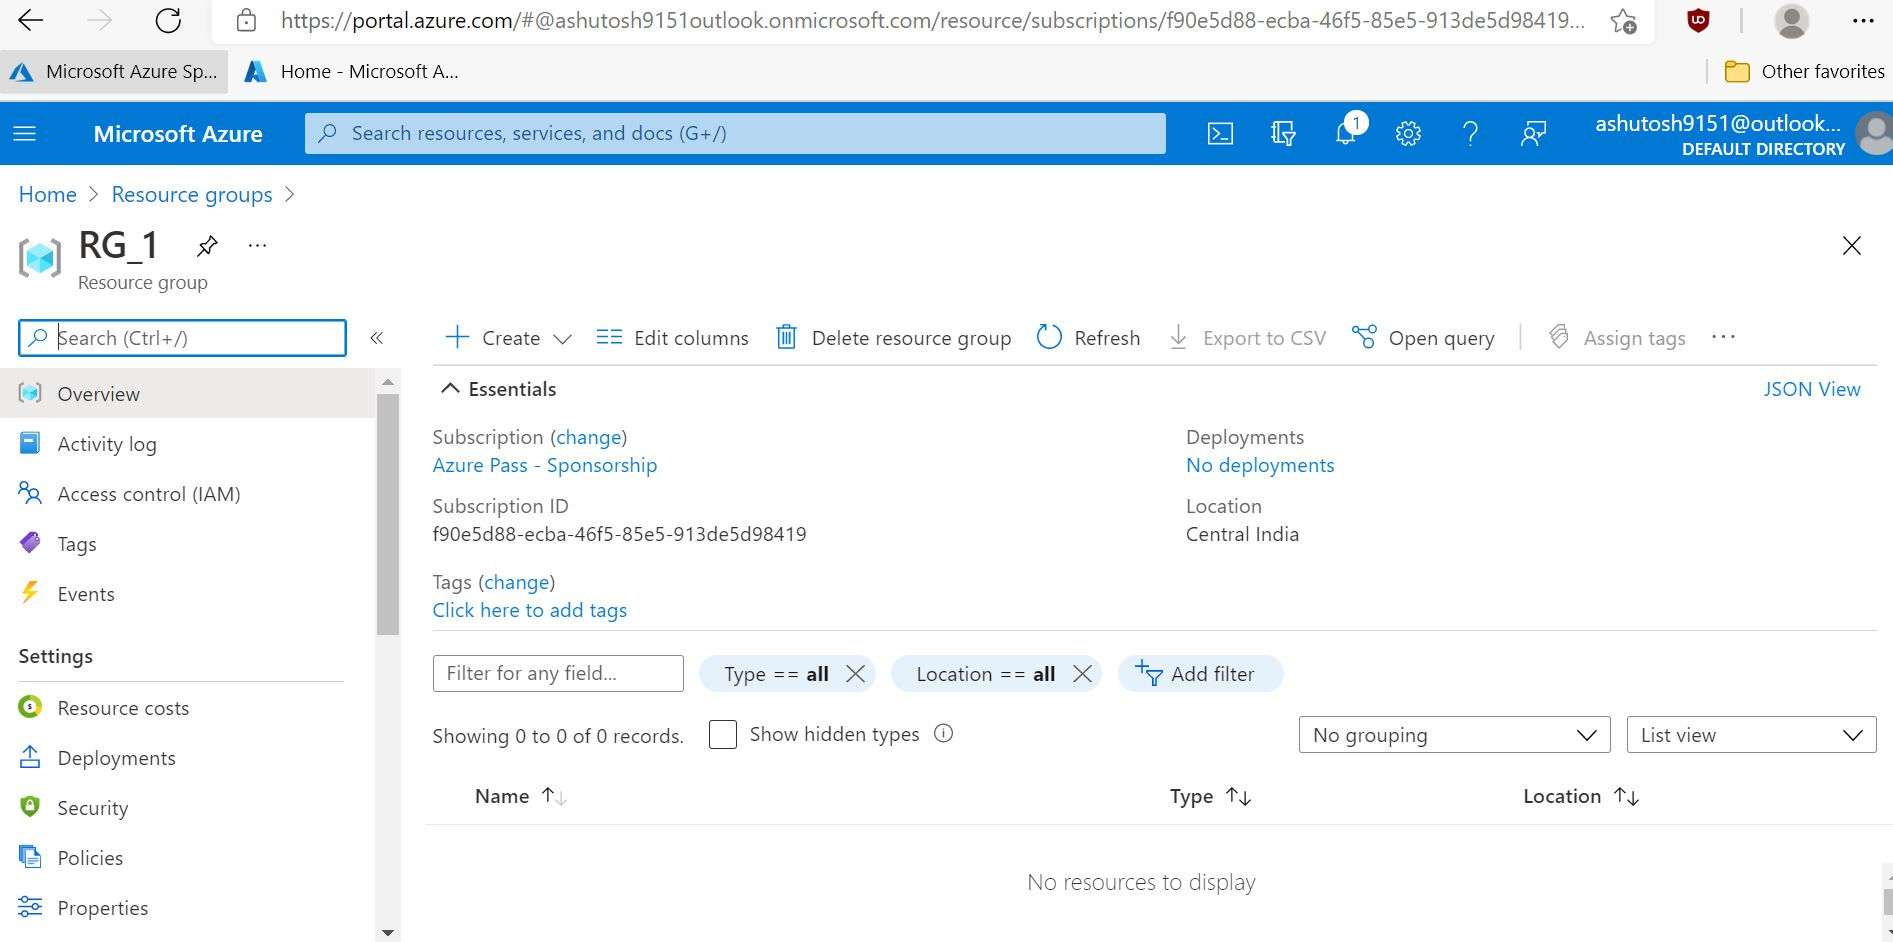 https://portal.azure.com/#@ashutosh9151outlook.onmicrosoft.com/resource/subscriptions/f90e5d88-ecba-46f5-85e5-913de5d98419...
Microsoft Azure Sp... Home - Microsoft A... Other favorites
Microsoft Azure Search resources, services, and docs (G+/) 1 ashutosh9151@outlook...
DEFAULT DIRECTORY
Home > Resource groups >
RG_1 ...
Resource group
Search (Ctrl+/) «
Create Edit columns Delete resource group Refresh Export to CSV Open query Assign tags ...
Overview
Activity log
Access control (IAM)
Tags
Events
Settings
Resource costs
Deployments
Security
Policies
Properties
Essentials JSON View
Subscription (change)
Azure Pass - Sponsorship
Subscription ID
f90e5d88-ecba-46f5-85e5-913de5d98419
Deployments
No deployments
Location
Central India
Tags (change)
Click here to add tags
Filter for any field... Type == all Location == all Add filter
Showing 0 to 0 of 0 records. Show hidden types No grouping List view
Name Type Location
No resources to display